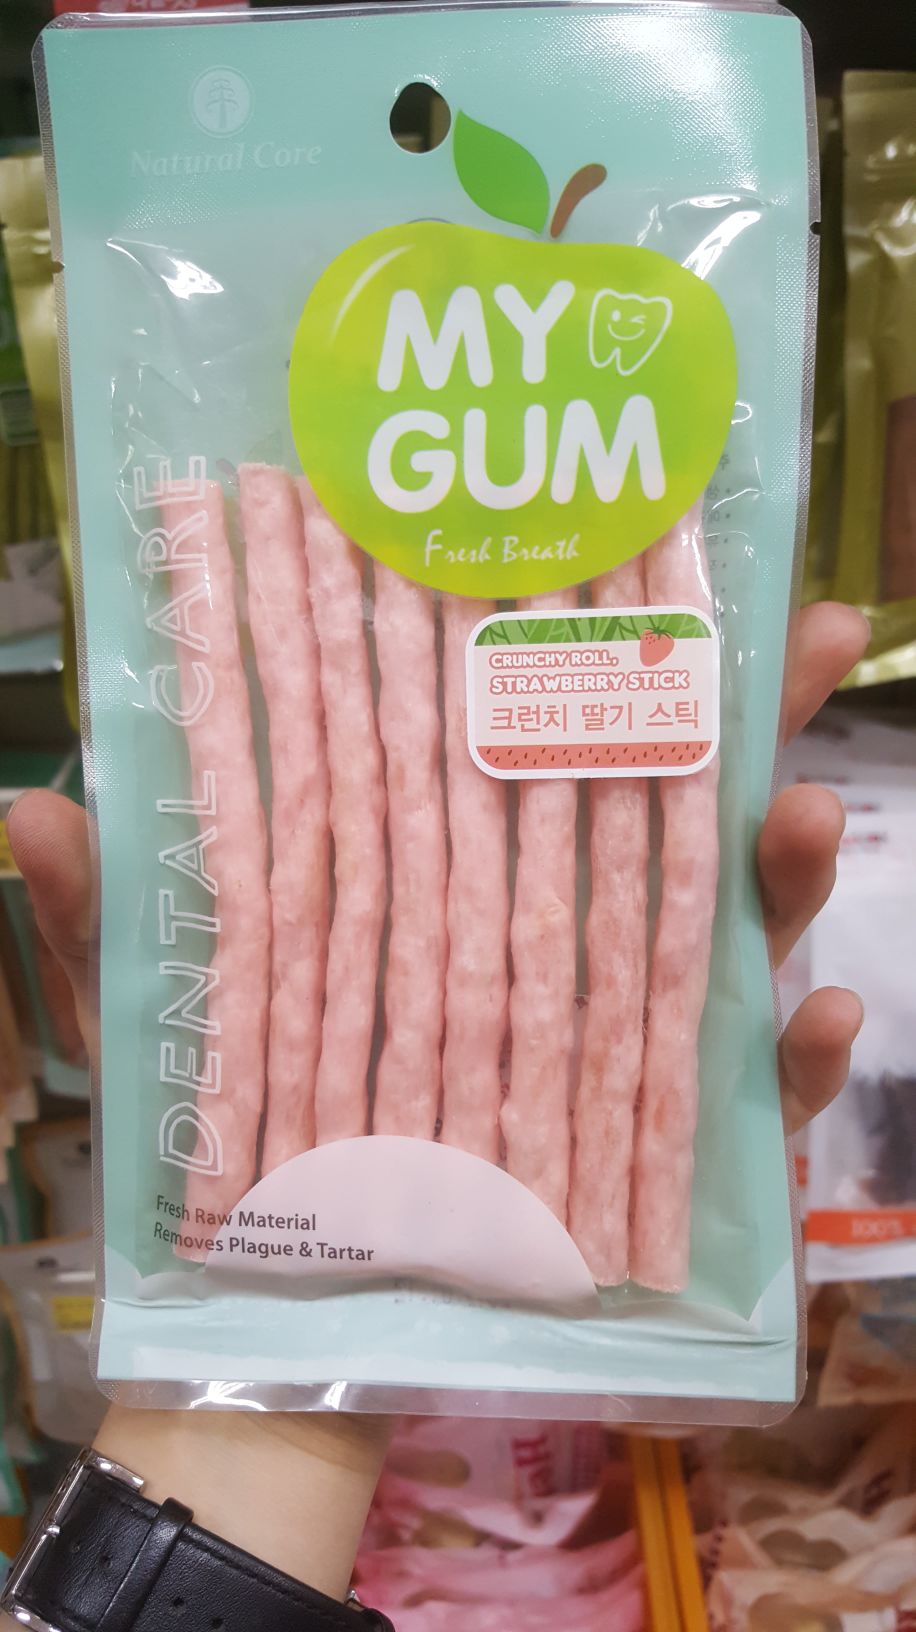 Natural Core
MY
GUM
Fresh Breath
CRUNCHY ROLL,
STRAWBERRY STICK
크런치 딸기 스틱
DENTAL CARE
Fresh Raw Material
Removes Plague & Tartar
100%